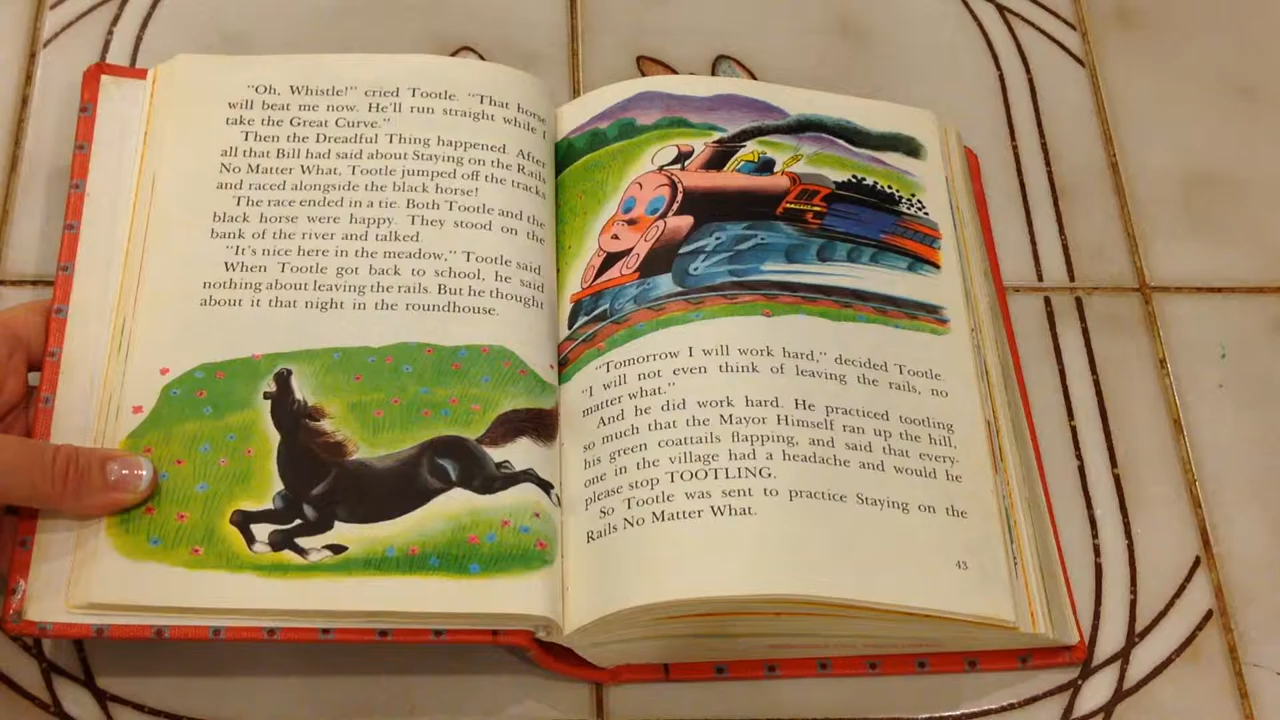 "Oh, Whistle!" cried Tootle. "That horse
will beat me now. He'll run straight while I
take the Great Curve."
Then the Dreadful Thing happened. After
all that Bill had said about Staying on the Rails
No Matter What, Tootle jumped off the tracks
and raced alongside the black horse!
The race ended in a tie. Both Tootle and the
black horse were happy. They stood on the
bank of the river and talked.
"It's nice here in the meadow," Tootle said.
When Tootle got back to school, he said
nothing about leaving the rails. But he thought
about it that night in the roundhouse.
"Tomorrow I will work hard," decided Tootle.
"I will not even think of leaving the rails, no
matter what."
And he did work hard. He practiced tootling
so much that the Mayor Himself ran up the hill,
his green coattails flapping, and said that every-
one in the village had a headache and would he
please stop TOOTLING.
So Tootle was sent to practice Staying on the
Rails No Matter What.
43